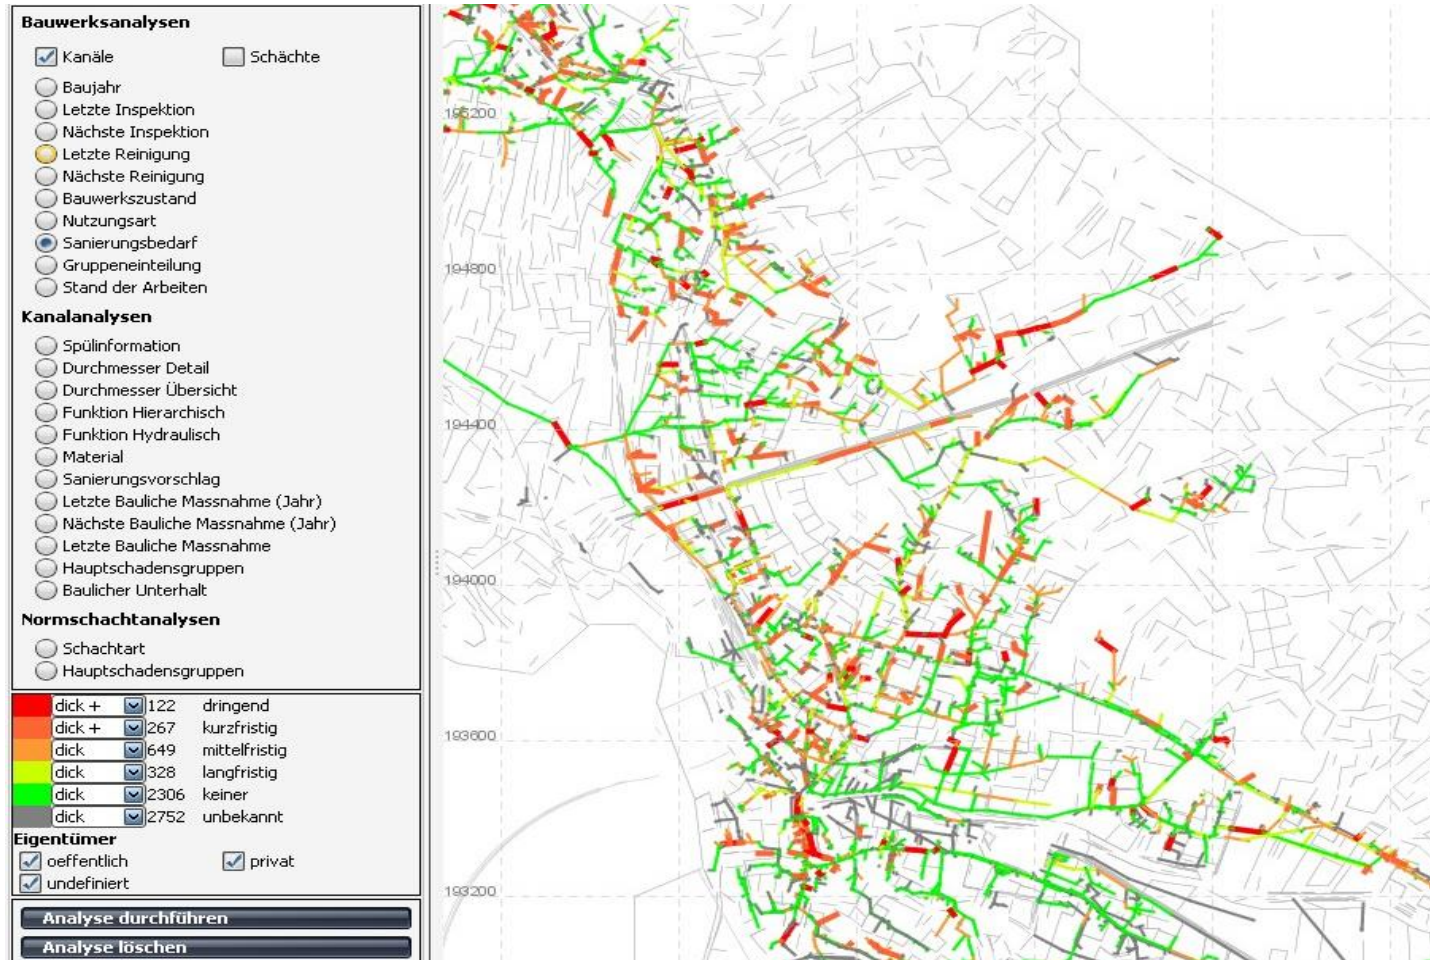 Bauwerksanalysen
Kanäle Schächte
Baujahr
Letzte Inspektion
Nächste Inspektion
Letzte Reinigung
Nächste Reinigung
Bauwerkszustand
Nutzungsart
Sanierungsbedarf
Gruppeneinteilung
Stand der Arbeiten
Kanalanalysen
Spülinformation
Durchmesser Detail
Durchmesser Übersicht
Funktion Hierarchisch
Funktion Hydraulisch
Material
Sanierungsvorschlag
Letzte Bauliche Massnahme (Jahr)
Nächste Bauliche Massnahme (Jahr)
Letzte Bauliche Massnahme
Hauptschadensgruppen
Baulicher Unterhalt
Normschachtanalysen
Schachtart
Hauptschadensgruppen
dick + 122 dringend
dick + 267 kurzfristig
dick 649 mittelfristig
dick 328 langfristig
dick 2306 keiner
dick 2752 unbekannt
Eigentümer
oeffentlich privat
undefiniert
Analyse durchführen
Analyse löschen
195200
194800
194400
194000
193600
193200